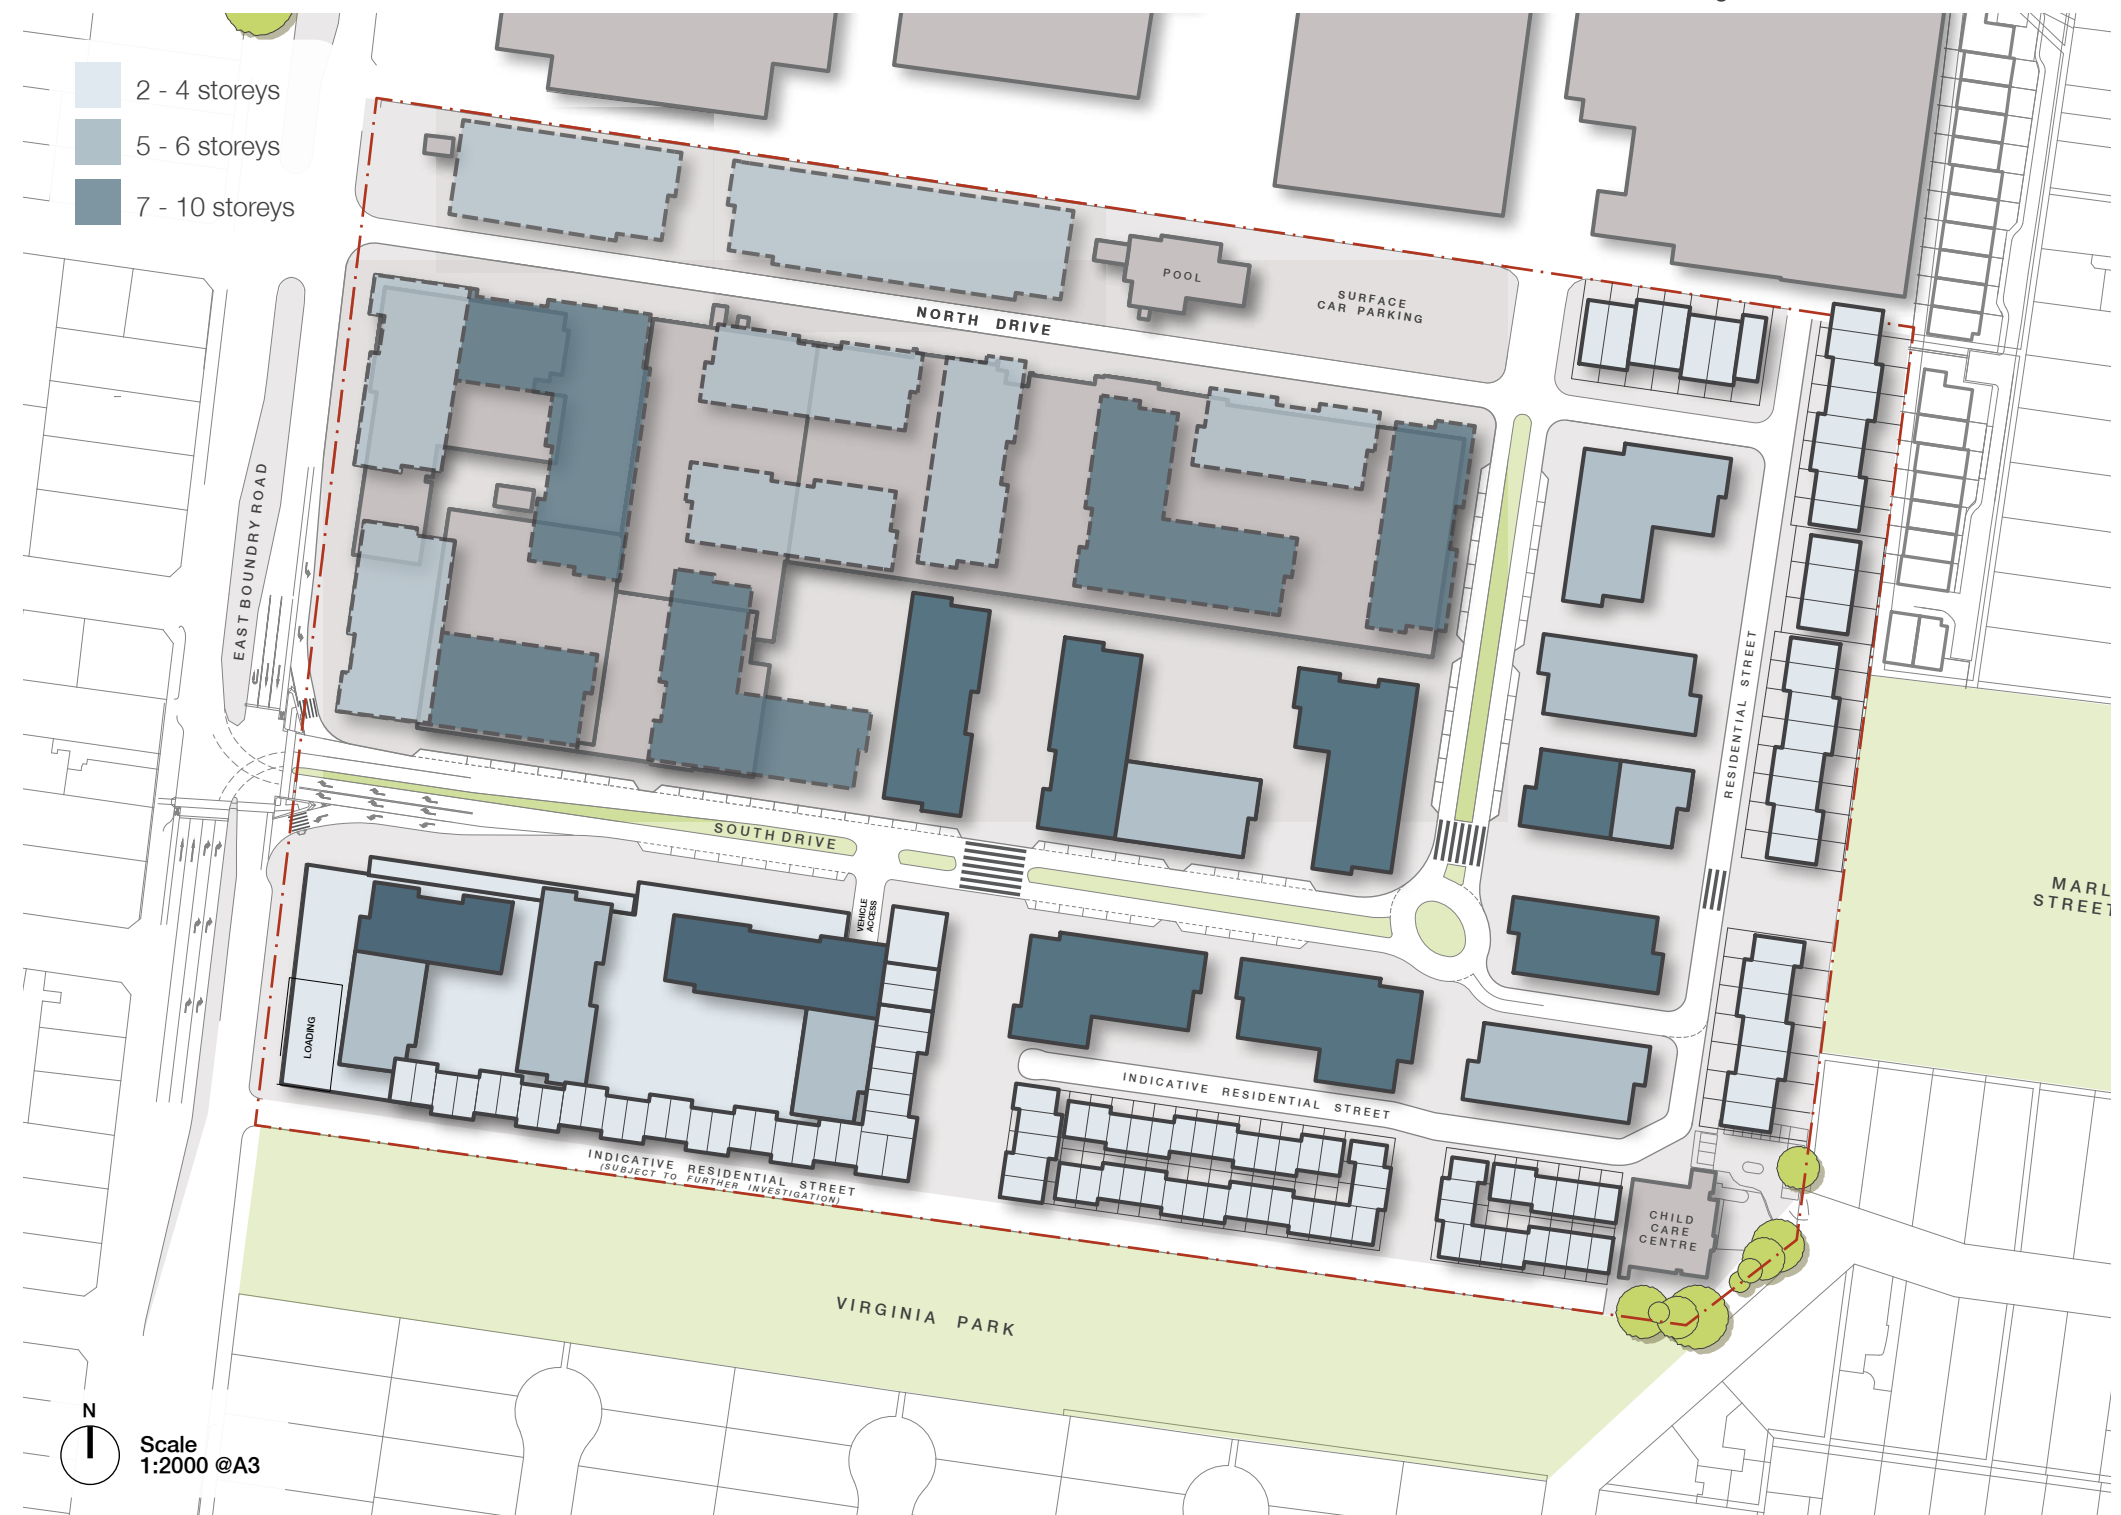 2 - 4 storeys
5 - 6 storeys
7 - 10 storeys
POOL
SURFACE
CAR PARKING
NORTH DRIVE
EAST BOUNDRY ROAD
RESIDENTIAL STREET
SOUTH DRIVE
VEHICLE
ACCESS
MARL
STREET
LOADING
INDICATIVE RESIDENTIAL STREET
INDICATIVE RESIDENTIAL STREET
(SUBJECT TO FURTHER INVESTIGATION)
CHILD
CARE
CENTRE
VIRGINIA PARK
N
Scale
1:2000 @A3